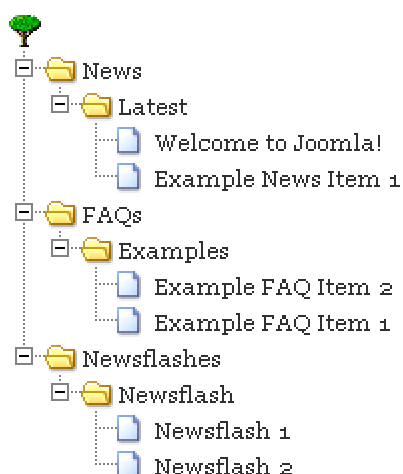 News
Latest
Welcome to Joomla!
Example News Item 1
FAQs
Examples
Example FAQ Item 2
Example FAQ Item 1
Newsflashes
Newsflash
Newsflash 1
Newsflash 2